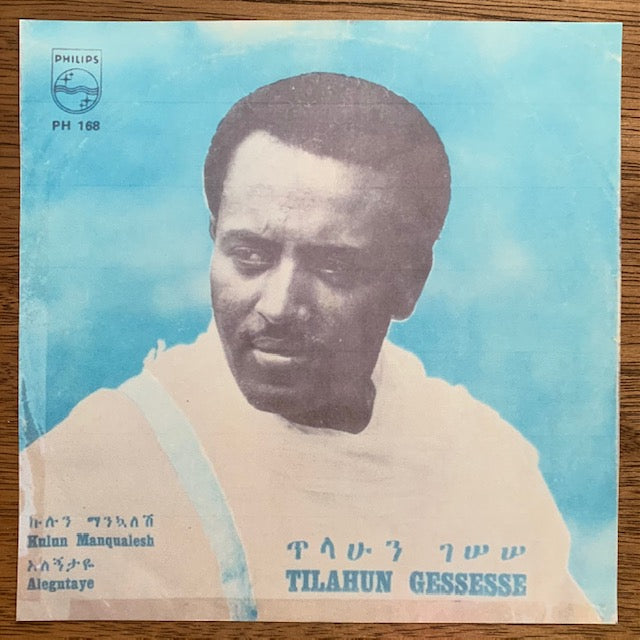 PHILIPS
PH 168
ኩሉን ማንኳለሽ
Kulun Manqualesh
አለኝታዬ
Alegntaye
ጥላሁን ገሠሠ
TILAHUN GESSESSE